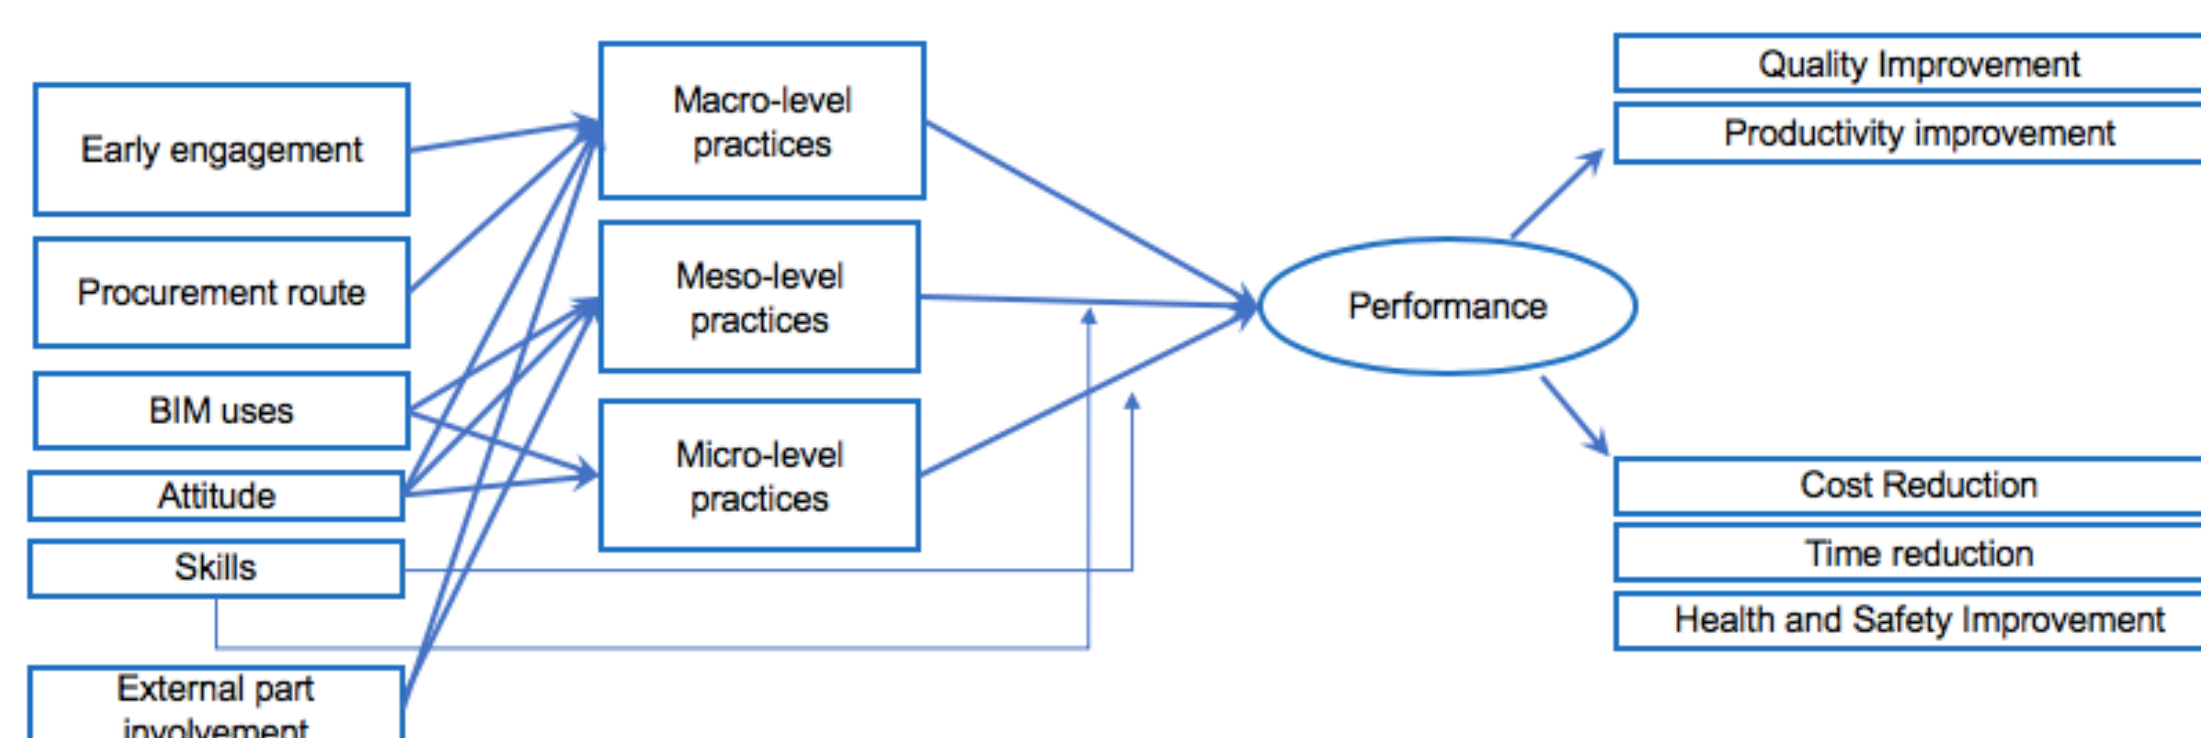 Early engagement
Procurement route
BIM uses
Attitude
Skills
External part
involvement
Macro-level
practices
Meso-level
practices
Micro-level
practices
Performance
Quality Improvement
Productivity improvement
Cost Reduction
Time reduction
Health and Safety Improvement